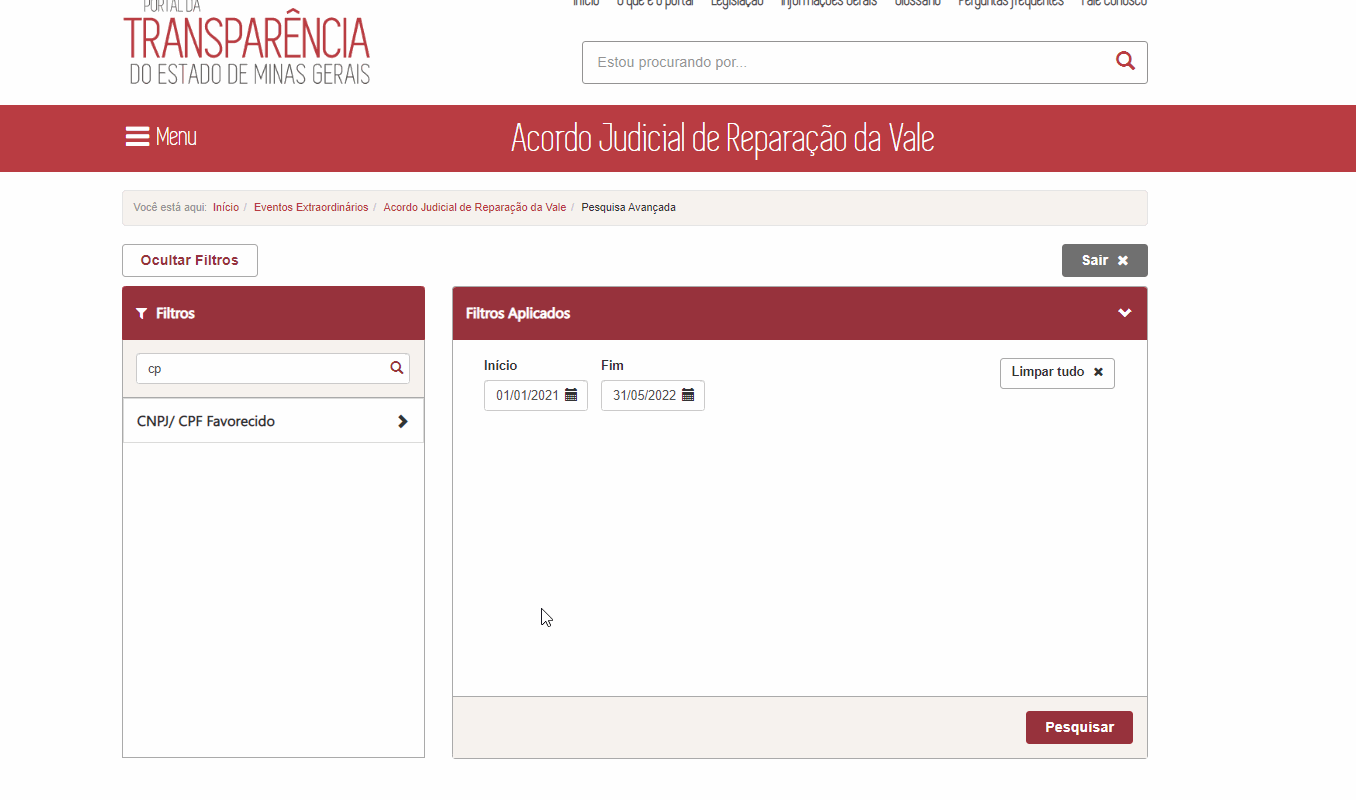 PORTAL DA
TRANSPARÊNCIA
DO ESTADO DE MINAS GERAIS
Início O que é o portal Legislação Informações Gerais Glossário Perguntas frequentes Fale conosco
Estou procurando por...
Menu
Acordo Judicial de Reparação da Vale
Você está aqui: Início / Eventos Extraordinários / Acordo Judicial de Reparação da Vale / Pesquisa Avançada
Ocultar Filtros
Sair ✖
Filtros
cp
CNPJ/ CPF Favorecido
Filtros Aplicados
Início Fim
01/01/2021 31/05/2022
Limpar tudo ✖
Pesquisar